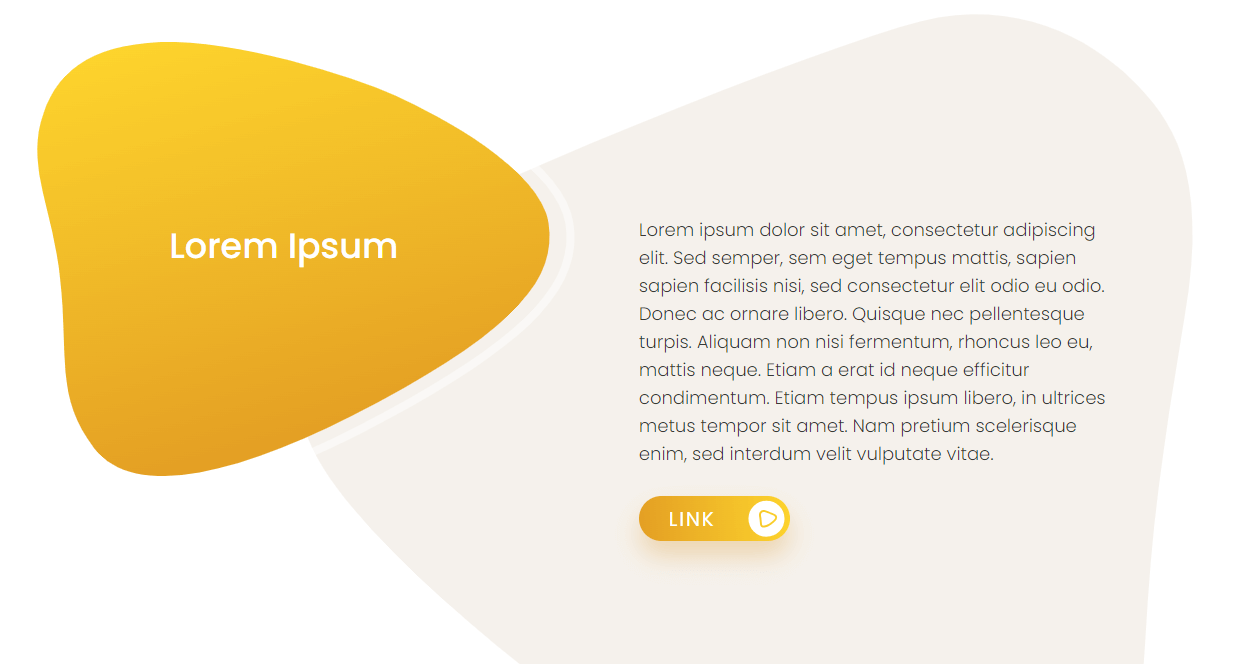 Lorem Ipsum
Lorem ipsum dolor sit amet, consectetur adipiscing
elit. Sed semper, sem eget tempus mattis, sapien
sapien facilisis nisi, sed consectetur elit odio eu odio.
Donec ac ornare libero. Quisque nec pellentesque
turpis. Aliquam non nisi fermentum, rhoncus leo eu,
mattis neque. Etiam a erat id neque efficitur
condimentum. Etiam tempus ipsum libero, in ultrices
metus tempor sit amet. Nam pretium scelerisque
enim, sed interdum velit vulputate vitae.
LINK